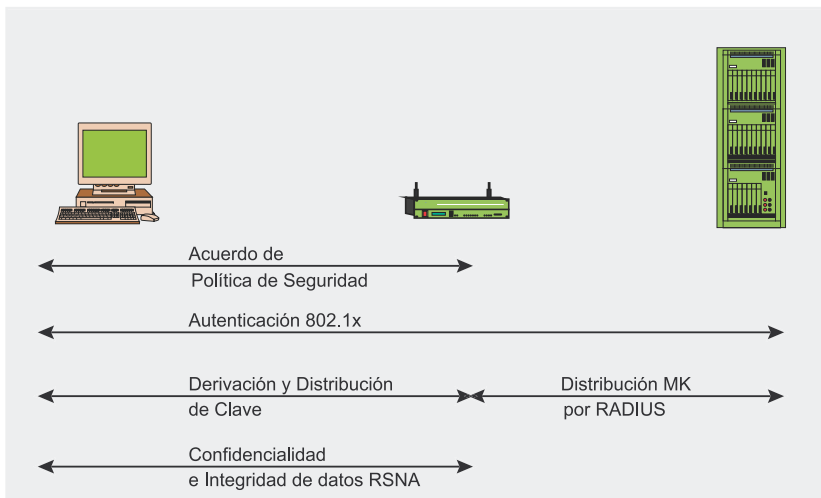 Acuerdo de
Política de Seguridad
Autenticación 802.1x
Derivación y Distribución
de Clave
Distribución MK
por RADIUS
Confidencialidad
e Integridad de datos RSNA